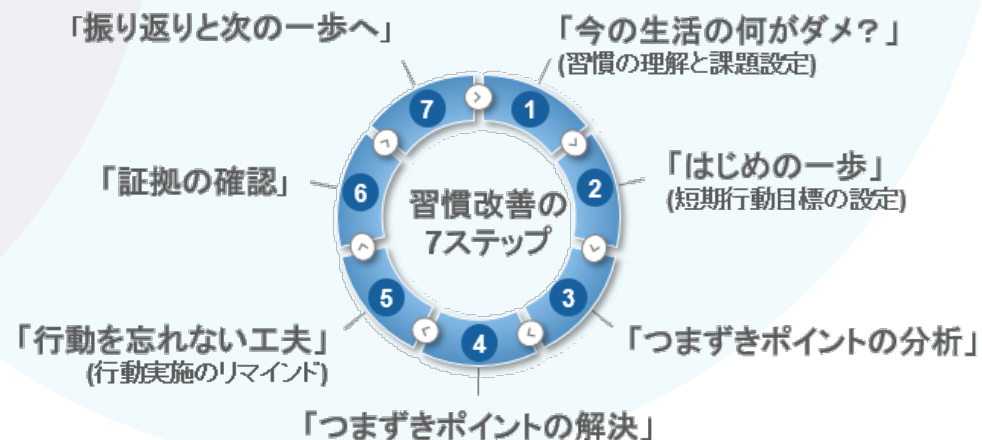 「振り返りと次の一歩へ」
「今の生活の何がダメ？」
(習慣の理解と課題設定)
7
1
「証拠の確認」
6
習慣改善の
7ステップ
2
「はじめの一歩」
(短期行動目標の設定)
5
3
「行動を忘れない工夫」
(行動実施のリマインド)
4
「つまずきポイントの分析」
「つまずきポイントの解決」